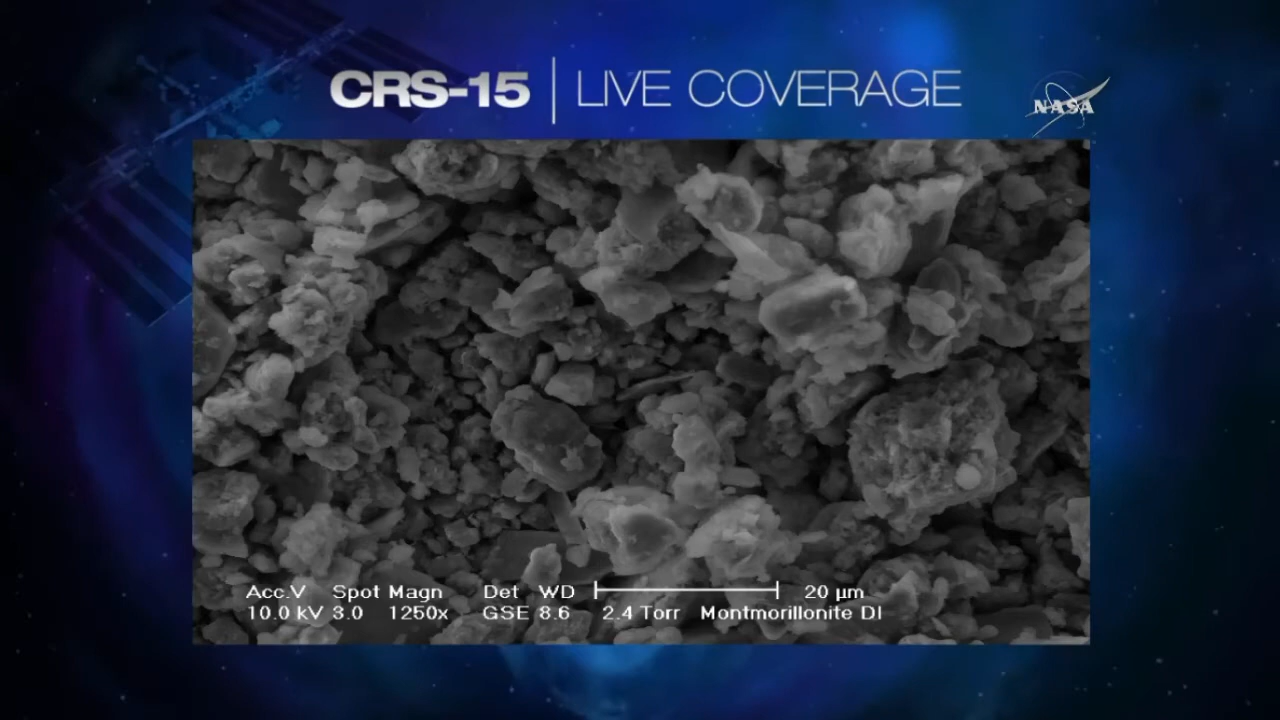 CRS-15 | LIVE COVERAGE
NASA
Acc.V Spot Magn Det WD 20 µm
10.0 kV 3.0 1250x GSE 8.6 2.4 Torr Montmorillonite DI